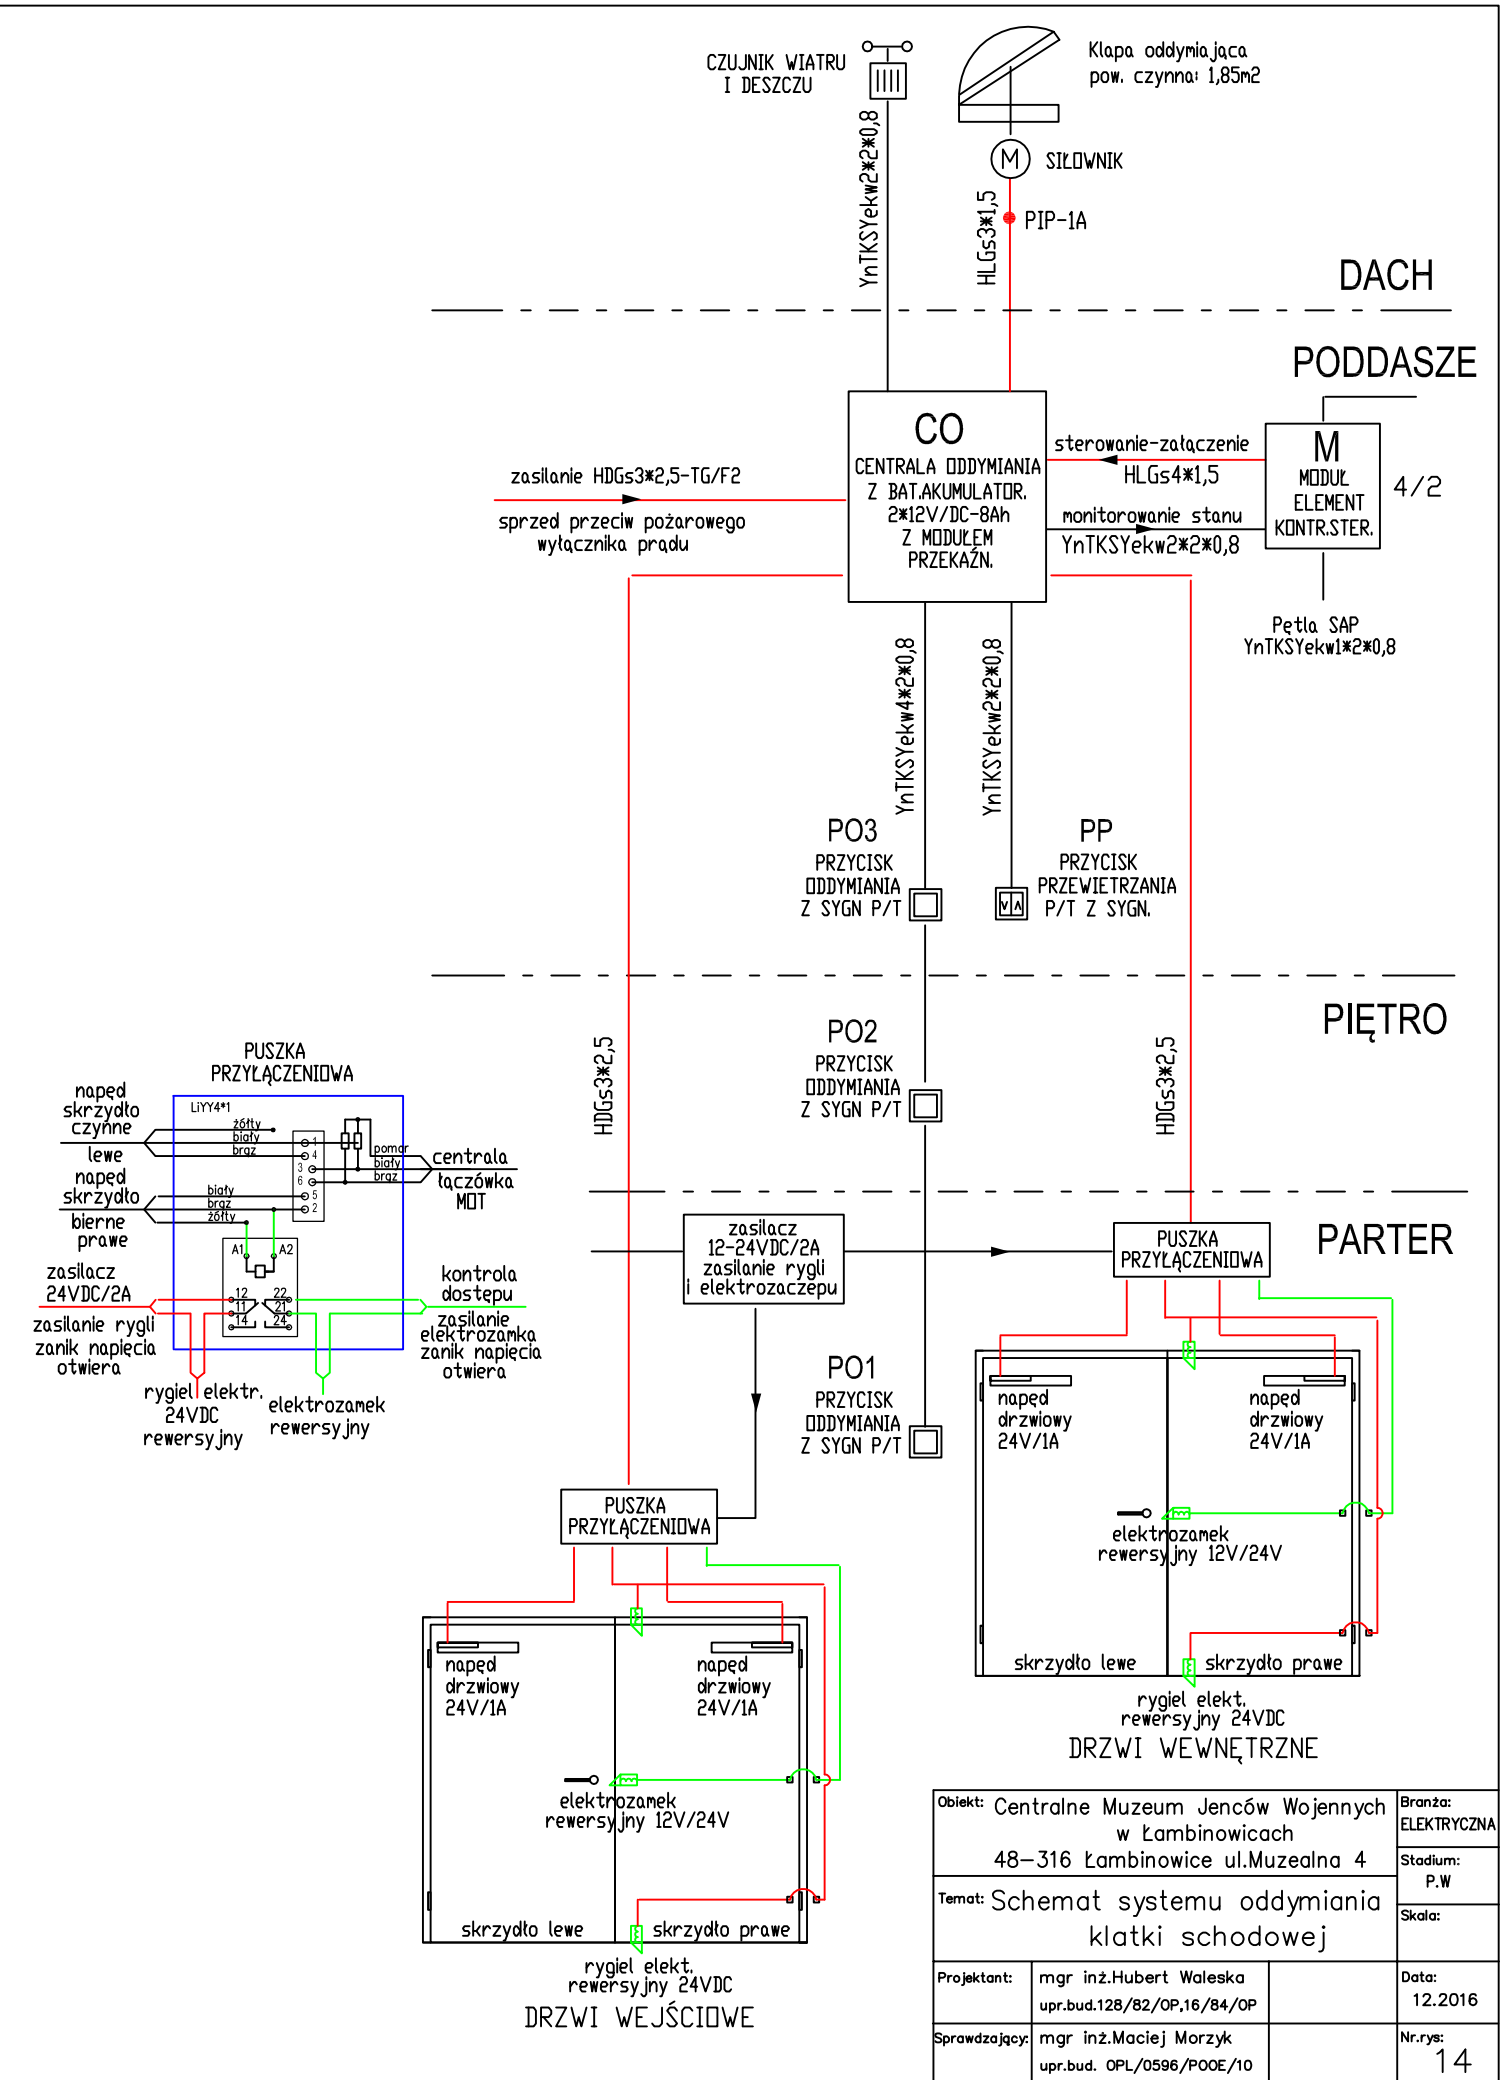 CZUJNIK WIATRU
I DESZCZU
Klapa oddymiająca
pow. czynna: 1,85m2
YnTKSYekw2*2*0,8
M
SIŁOWNIK
HLGs3*1,5
PIP-1A
DACH
PODDASZE
CO
CENTRALA ODDYMIANIA
Z BAT.AKUMULATOR.
2*12V/DC-8Ah
Z MODUŁEM
PRZEKAŹN.
zasilanie HDGs3*2,5-TG/F2
sprzed przeciw pożarowego
wyłącznika prądu
sterowanie-załączenie
HLGs4*1,5
monitorowanie stanu
YnTKSYekw2*2*0,8
M
MODUŁ
ELEMENT
KONTR.STER.
4/2
Pętla SAP
YnTKSYekw1*2*0,8
YnTKSYekw4*2*0,8
YnTKSYekw2*2*0,8
PO3
PRZYCISK
ODDYMIANIA
Z SYGN P/T
PP
PRZYCISK
PRZEWIETRZANIA
P/T Z SYGN.
PIĘTRO
HDGs3*2,5
PO2
PRZYCISK
ODDYMIANIA
Z SYGN P/T
HDGs3*2,5
PUSZKA
PRZYŁĄCZENIOWA
LiYY4*1
napęd
skrzydło
czynne
lewe
napęd
skrzydło
bierne
prawe
żółty
biały
brąz
biały
brąz
żółty
1
4
3
6
5
2
pomar
biały
brąz
centrala
łączówka
MOT
A1
A2
12
11
14
22
21
24
zasilacz
24VDC/2A
zasilanie rygli
zanik napięcia
otwiera
kontrola
dostępu
zasilanie
elektrozamka
zanik napięcia
otwiera
rygiel elektr.
24VDC
rewersyjny
elektrozamek
rewersyjny
PARTER
zasilacz
12-24VDC/2A
zasilanie rygli
i elektrozaczepu
PUSZKA
PRZYŁĄCZENIOWA
PO1
PRZYCISK
ODDYMIANIA
Z SYGN P/T
napęd
drzwiowy
24V/1A
napęd
drzwiowy
24V/1A
elektrozamek
rewersyjny 12V/24V
skrzydło lewe
skrzydło prawe
rygiel elekt.
rewersyjny 24VDC
DRZWI WEWNĘTRZNE
PUSZKA
PRZYŁĄCZENIOWA
napęd
drzwiowy
24V/1A
napęd
drzwiowy
24V/1A
elektrozamek
rewersyjny 12V/24V
skrzydło lewe
skrzydło prawe
rygiel elekt.
rewersyjny 24VDC
DRZWI WEJŚCIOWE
Obiekt: Centralne Muzeum Jenców Wojennych
w Łambinowicach
48-316 Łambinowice ul.Muzealna 4
Branża:
ELEKTRYCZNA
Stadium:
P.W
Temat: Schemat systemu oddymiania
klatki schodowej
Skala:
Projektant: mgr inż.Hubert Waleska
upr.bud.128/82/OP,16/84/OP
Data:
12.2016
Sprawdzający: mgr inż.Maciej Morzyk
upr.bud. OPL/0596/POOE/10
Nr.rys:
14